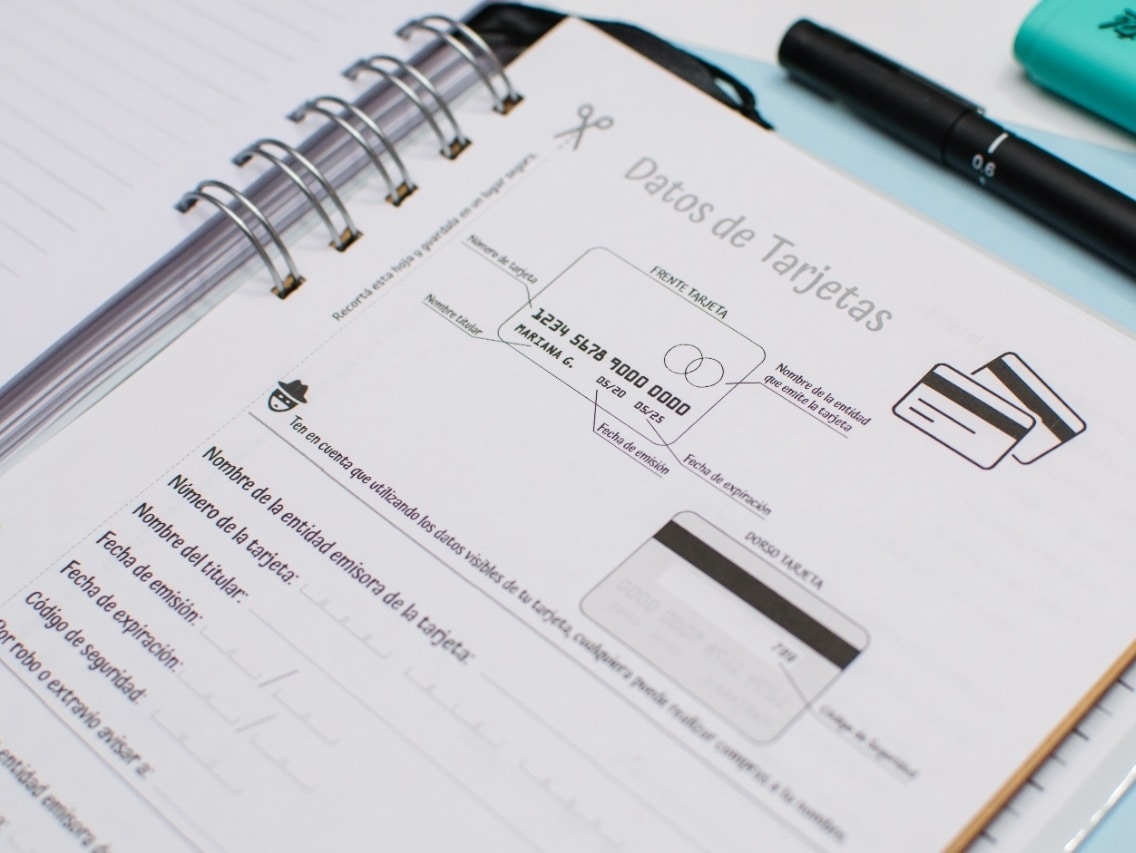 Datos de Tarjetas
Recortá esta hoja y guardala en un lugar seguro.
FRENTE TARJETA
Número de tarjeta
Nombre titular
1234 5678 9000 0000
MARIANA G.
05/20 05/25
Nombre de la entidad
que emite la tarjeta
Fecha de emisión
Fecha de expiración
DORSO TARJETA
789
Código de Seguridad
Ten en cuenta que utilizando los datos visibles de tu tarjeta, cualquiera puede realizar compras a tu nombre.
Nombre de la entidad emisora de la tarjeta:
Número de la tarjeta:
Nombre del titular:
Fecha de emisión: / /
Fecha de expiración: / /
Código de seguridad:
Por robo o extravío avisar a:
entidad emisora d
0.6